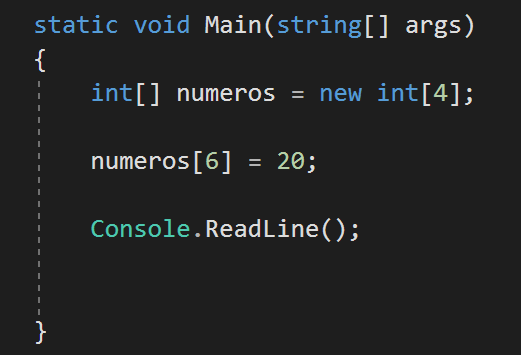 static void Main(string[] args)
{
int[] numeros = new int[4];
numeros[6] = 20;
Console.ReadLine();
}